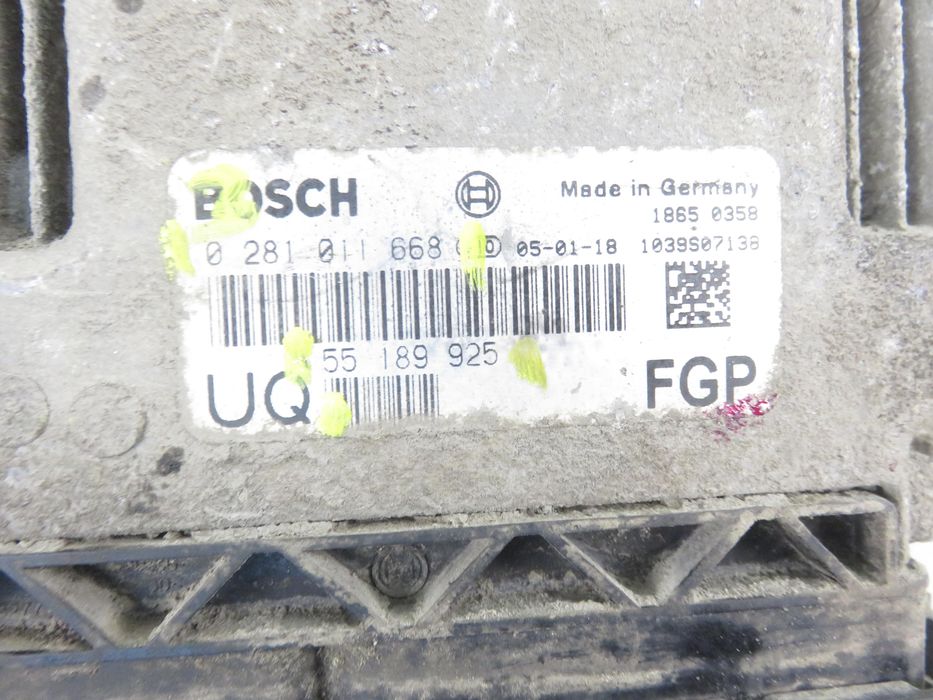 BOSCH
Made in Germany
1865 0358
0 281 011 668
05-01-18
1039S07138
55 189 925
UQ
FGP